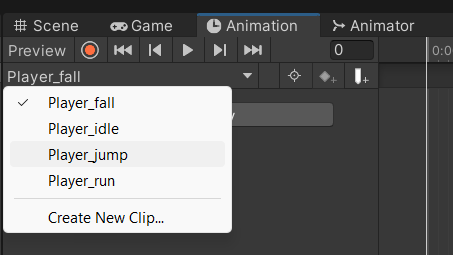 Scene Game Animation Animator
Preview 0 0:0
Player_fall
Player_fall
Player_idle
Player_jump
Player_run
Create New Clip...